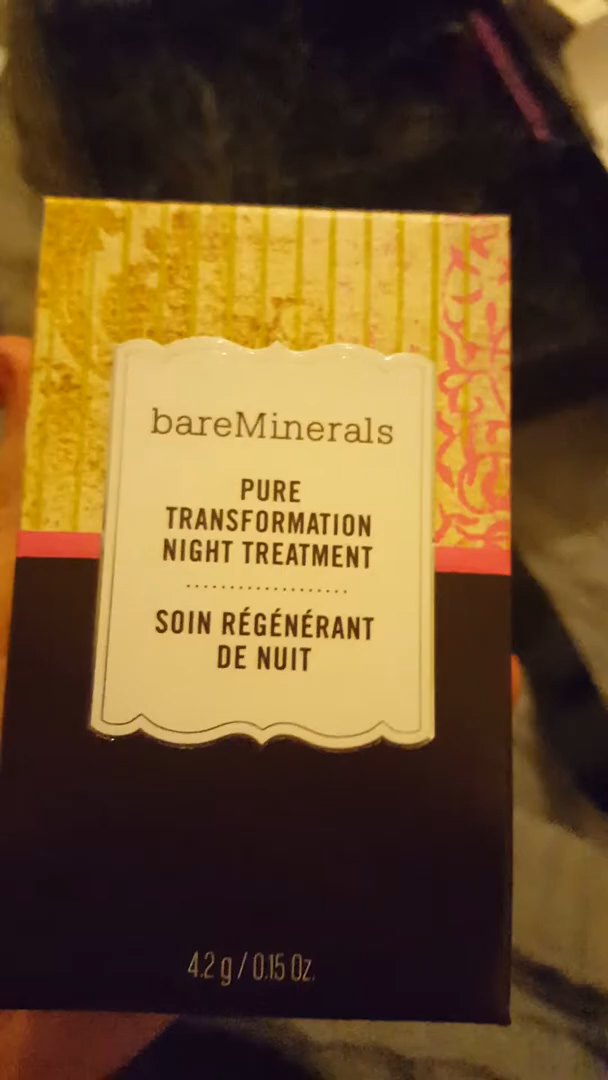 bareMinerals
PURE
TRANSFORMATION
NIGHT TREATMENT
SOIN RÉGÉNÉRANT
DE NUIT
4.2 g / 0.15 Oz.